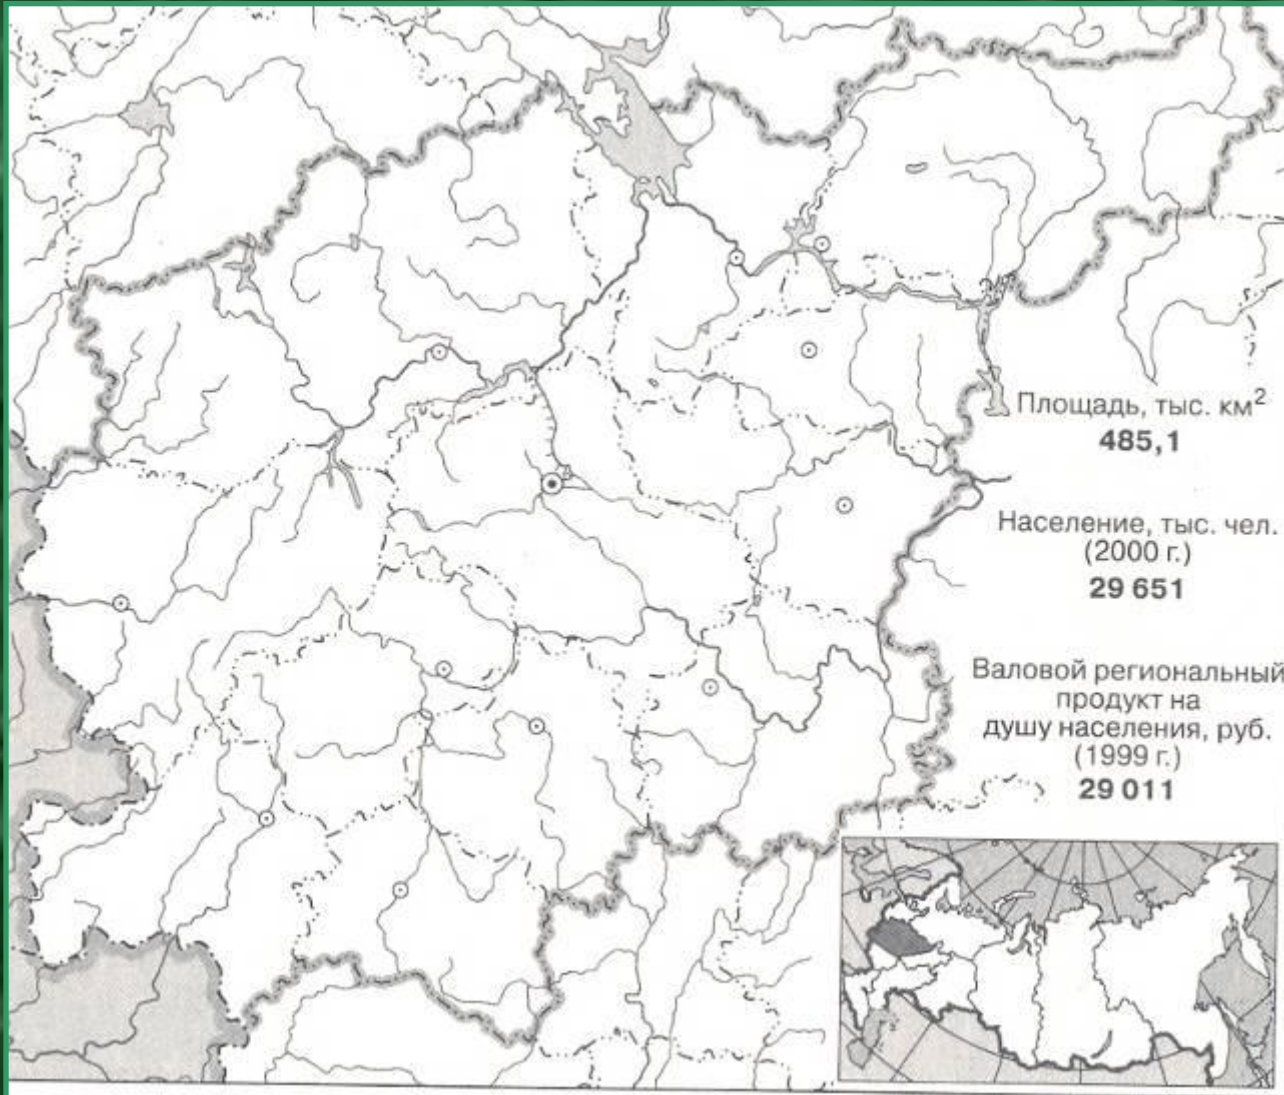 Площадь, тыс. км²
485,1
Население, тыс. чел.
(2000 г.)
29 651
Валовой региональный
продукт на
душу населения, руб.
(1999 г.)
29 011